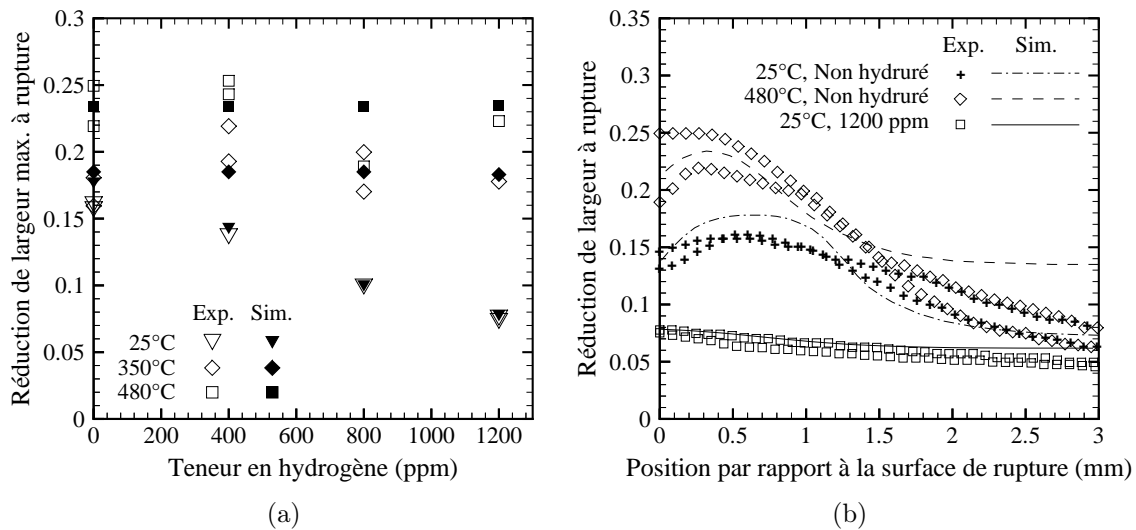 Réduction de largeur max. à rupture
0.3
0.25
0.2
0.15
0.1
0.05
0
0 200 400 600 800 1000 1200
Teneur en hydrogène (ppm)
Exp. Sim.
25°C
350°C
480°C
(a)
Réduction de largeur à rupture
0.35
0.3
0.25
0.2
0.15
0.1
0.05
0
0 0.5 1 1.5 2 2.5 3
Position par rapport à la surface de rupture (mm)
Exp. Sim.
25°C, Non hydruré
480°C, Non hydruré
25°C, 1200 ppm
(b)